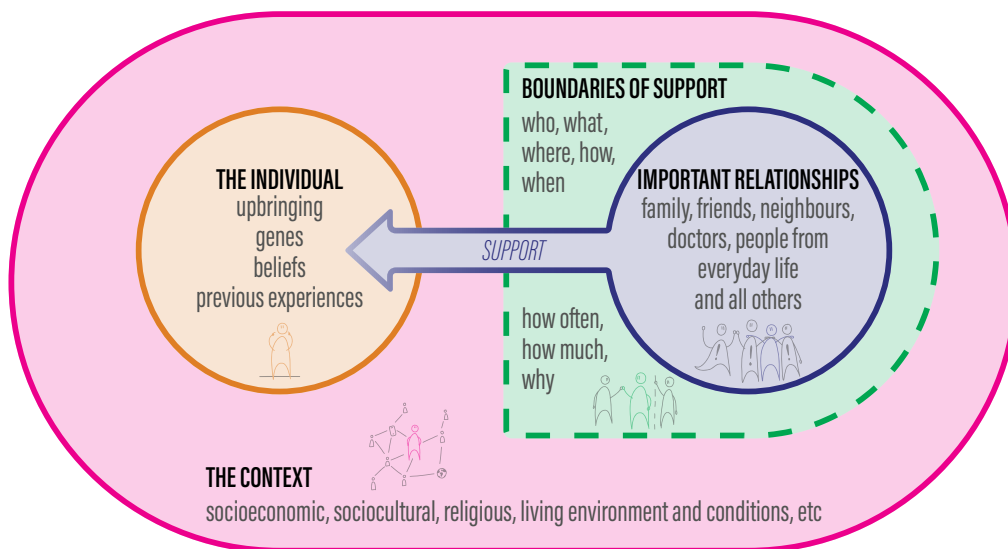 BOUNDARIES OF SUPPORT
who, what,
where, how,
when
THE INDIVIDUAL
upbringing
genes
beliefs
previous experiences
SUPPORT
IMPORTANT RELATIONSHIPS
family, friends, neighbours,
doctors, people from
everyday life
and all others
how often,
how much,
why
THE CONTEXT
socioeconomic, sociocultural, religious, living environment and conditions, etc